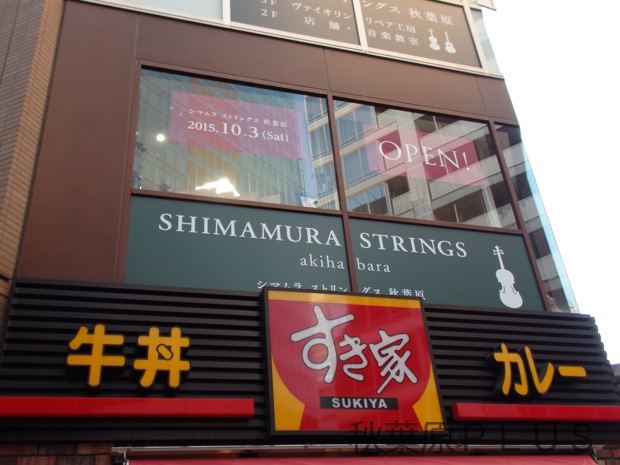 3F ヴァイオリン リペア工房
2F 店舗・音楽教室
シマムラ ストリングス 秋葉原
2015.10.3(Sat)
OPEN!
SHIMAMURA STRINGS
akihabara
シマムラ ストリングス 秋葉原
牛丼
すき家
SUKIYA
カレー
秋葉原PLUS